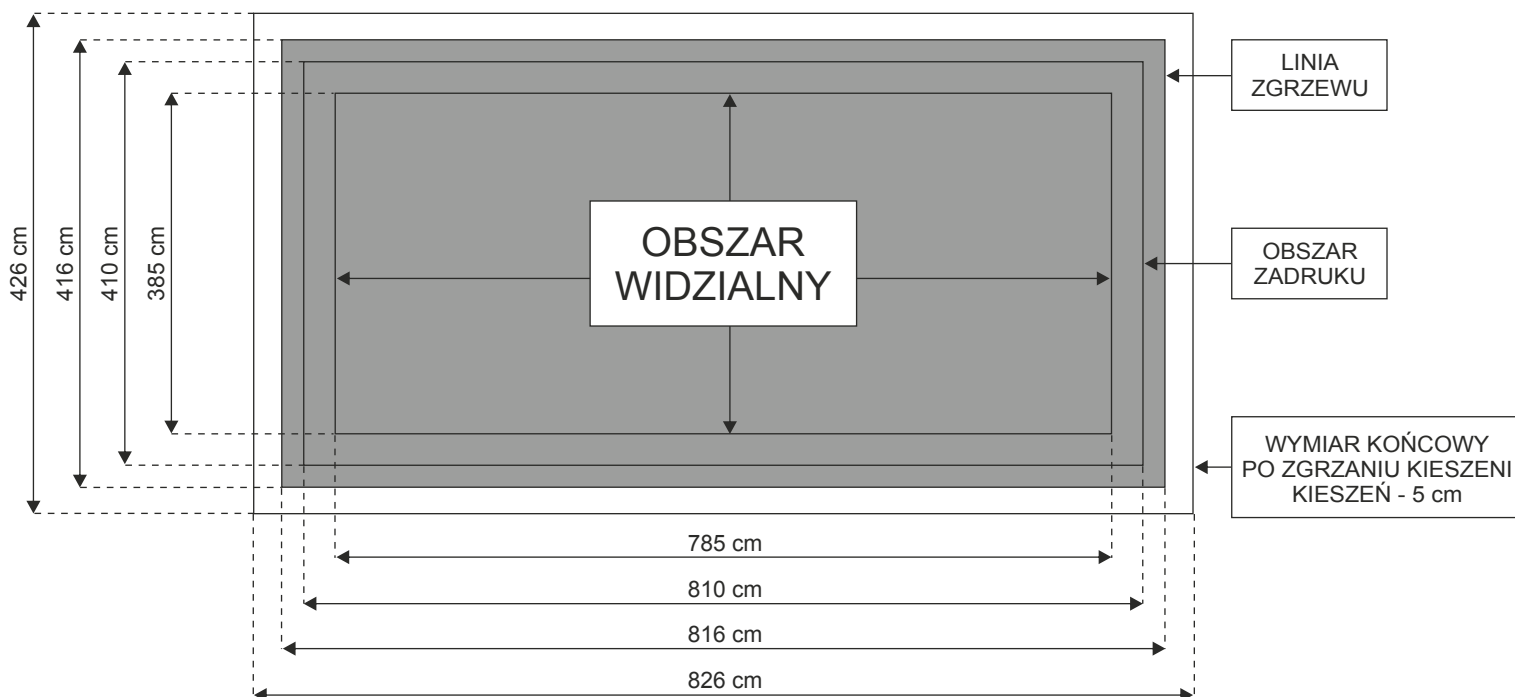 426 cm
416 cm
410 cm
385 cm
OBSZAR
WIDZIALNY
LINIA
ZGRZEWU
OBSZAR
ZADRUKU
WYMIAR KOŃCOWY
PO ZGRZANIU KIESZENI
KIESZEŃ - 5 cm
785 cm
810 cm
816 cm
826 cm